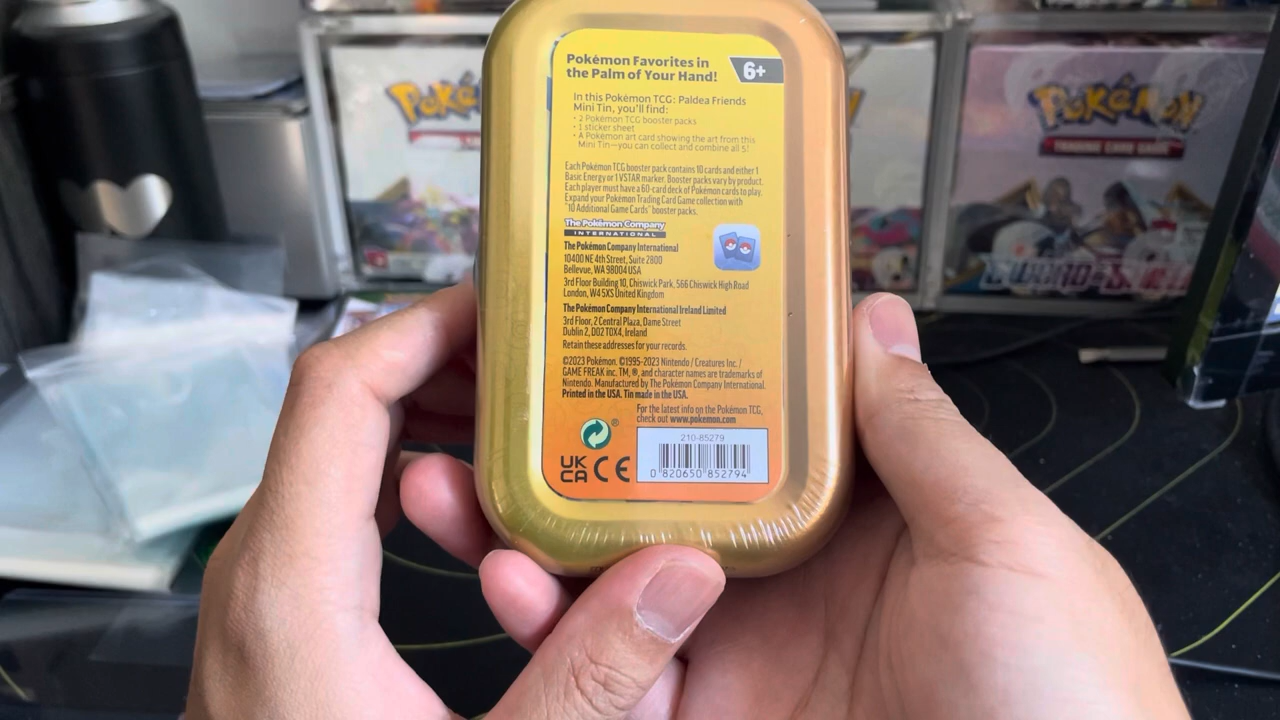 Pokémon Favorites in
the Palm of Your Hand!
6+
In this Pokémon TCG: Paldea Friends
Mini Tin, you'll find:
• 2 Pokémon TCG booster packs
• 1 sticker sheet
• A Pokémon art card showing the art from this
Mini Tin—you can collect and combine all 5!
Each Pokémon TCG booster pack contains 10 cards and either 1
Basic Energy or 1 VSTAR marker. Booster packs vary by product.
Each player must have a 60-card deck of Pokémon cards to play.
Expand your Pokémon Trading Card Game collection with
"10 Additional Game Cards" booster packs.
The Pokémon Company
INTERNATIONAL
The Pokémon Company International
10400 NE 4th Street, Suite 2800
Bellevue, WA 98004 USA
3rd Floor Building 10, Chiswick Park, 566 Chiswick High Road
London, W4 5XS United Kingdom
The Pokémon Company International Ireland Limited
3rd Floor, 2 Central Plaza, Dame Street
Dublin 2, D02 T0X4, Ireland
Retain these addresses for your records.
©2023 Pokémon. ©1995-2023 Nintendo / Creatures Inc. /
GAME FREAK inc. TM, ®, and character names are trademarks of
Nintendo. Manufactured by The Pokémon Company International.
Printed in the USA. Tin made in the USA.
For the latest info on the Pokémon TCG,
check out www.pokemon.com
®
UK
CA
CE
210-85279
0 820650 852794
Poké
Pokémon
TRADING CARD GAME